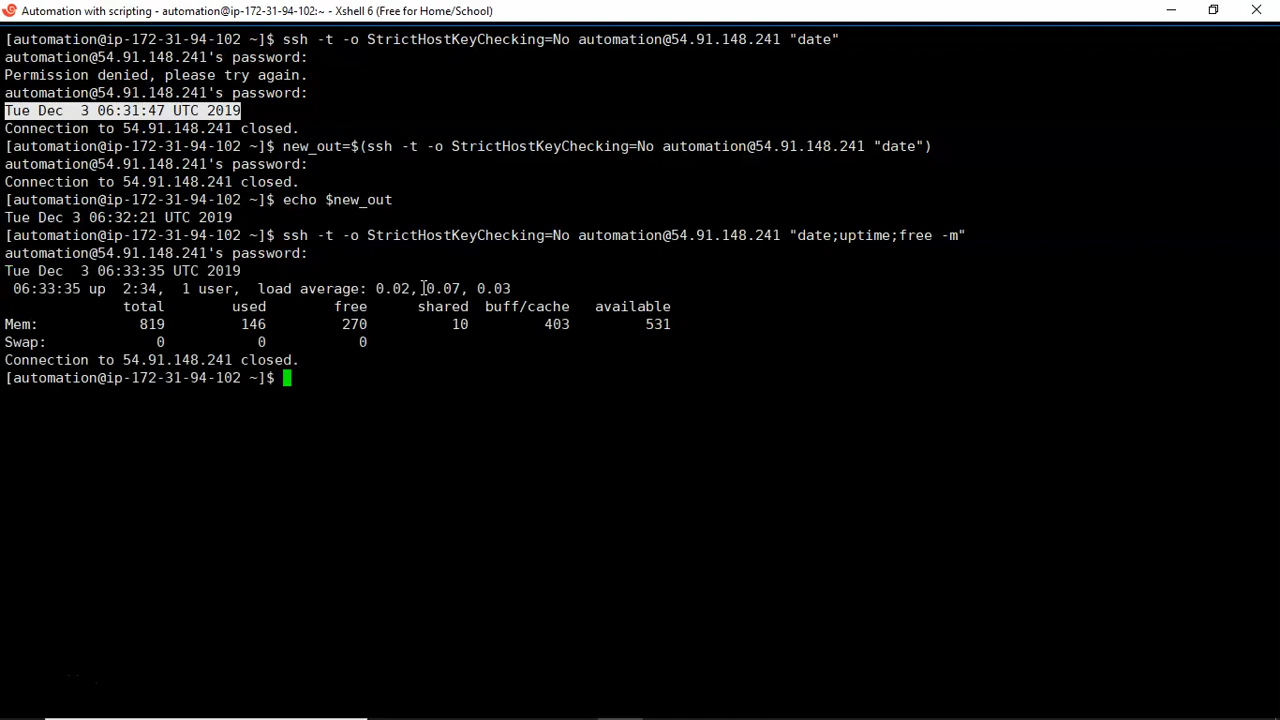 Automation with scripting - automation@ip-172-31-94-102:~ - Xshell 6 (Free for Home/School)
[automation@ip-172-31-94-102 ~]$ ssh -t -o StrictHostKeyChecking=No automation@54.91.148.241 "date"
automation@54.91.148.241's password:
Permission denied, please try again.
automation@54.91.148.241's password:
Tue Dec  3 06:31:47 UTC 2019
Connection to 54.91.148.241 closed.
[automation@ip-172-31-94-102 ~]$ new_out=$(ssh -t -o StrictHostKeyChecking=No automation@54.91.148.241 "date")
automation@54.91.148.241's password:
Connection to 54.91.148.241 closed.
[automation@ip-172-31-94-102 ~]$ echo $new_out
Tue Dec 3 06:32:21 UTC 2019
[automation@ip-172-31-94-102 ~]$ ssh -t -o StrictHostKeyChecking=No automation@54.91.148.241 "date;uptime;free -m"
automation@54.91.148.241's password:
Tue Dec  3 06:33:35 UTC 2019
 06:33:35 up  2:34,  1 user,  load average: 0.02, 0.07, 0.03
              total        used        free      shared  buff/cache   available
Mem:            819         146         270          10         403         531
Swap:             0           0           0
Connection to 54.91.148.241 closed.
[automation@ip-172-31-94-102 ~]$